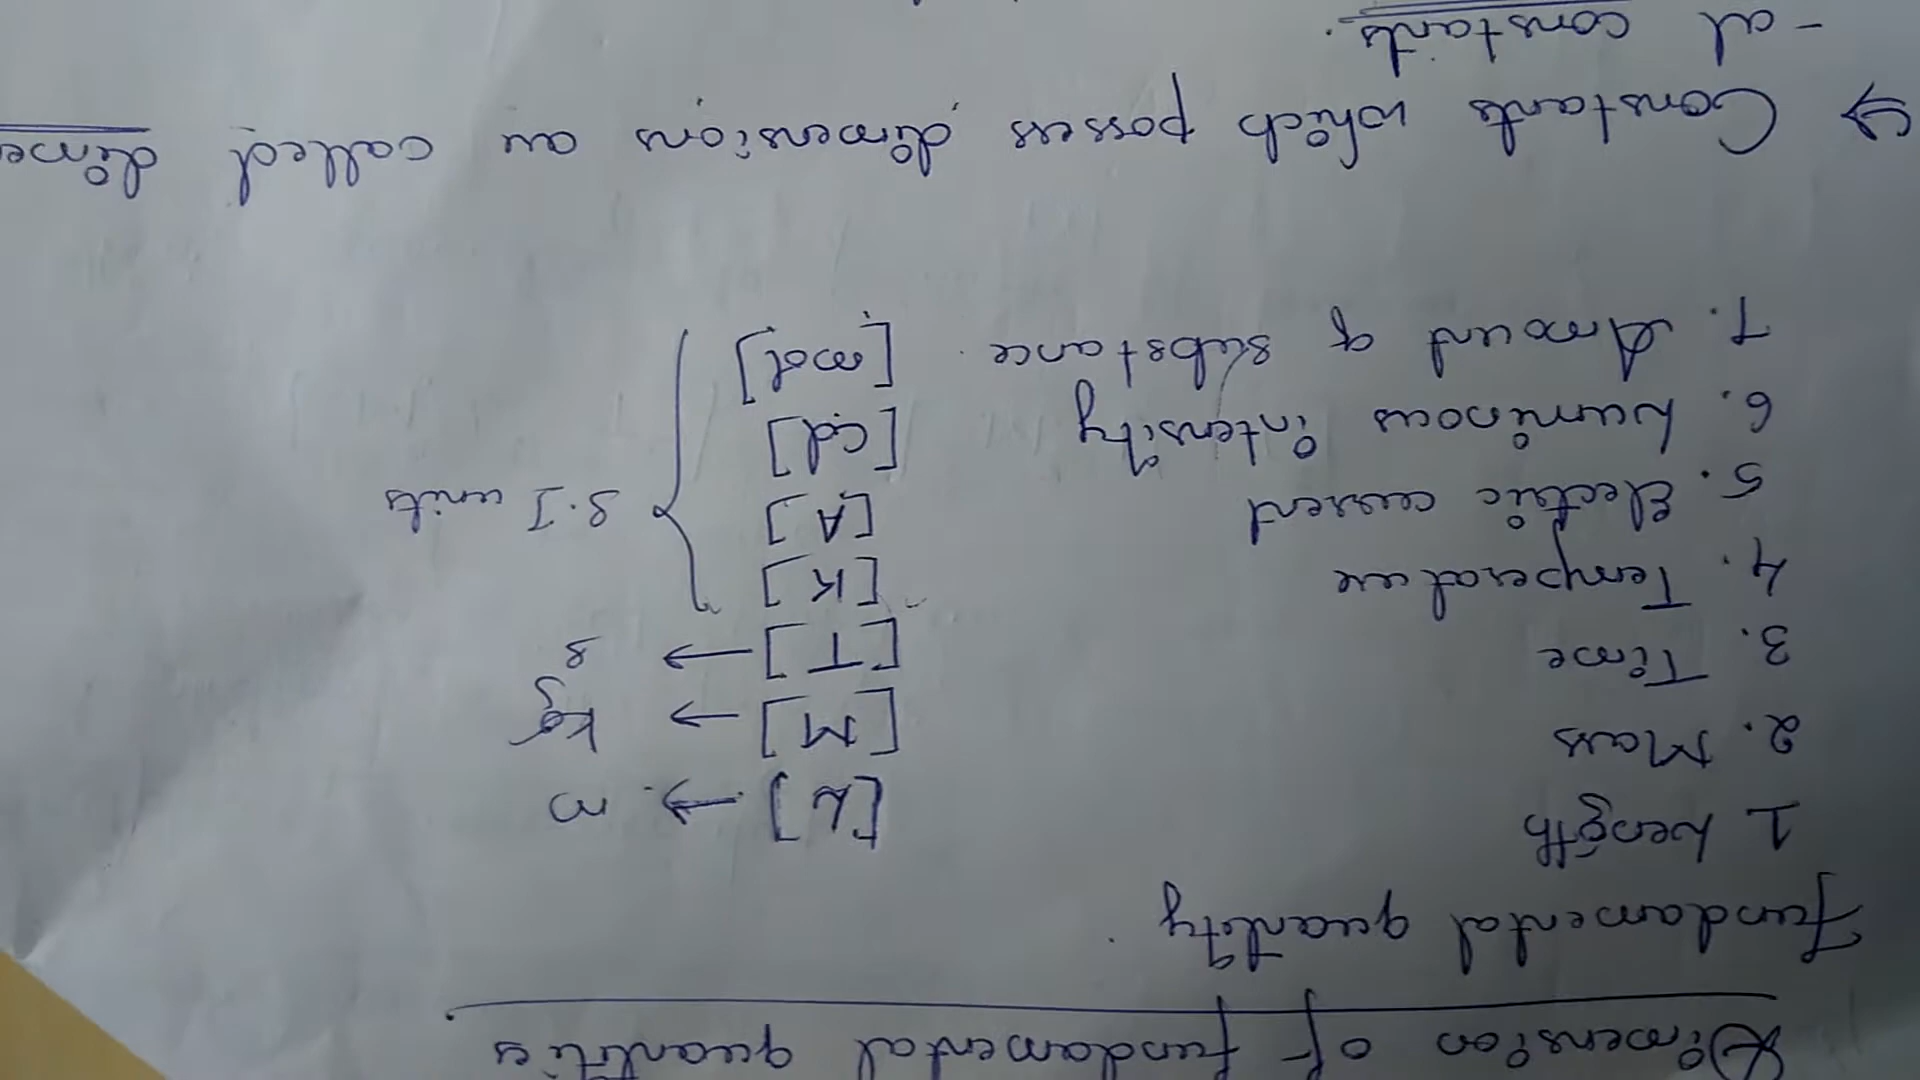 Dimension of fundamental quantities
fundamental quantity
1 Length [L] → m
2. Mass [M] → kg
3. Time [T] → s
4. Temperature [K]
5. Electric current [A] S.I units
6. Luminous intensity [Cd]
7. Amount of substance [mol]
→ Constants which possess dimensions are called dime
-al constants.